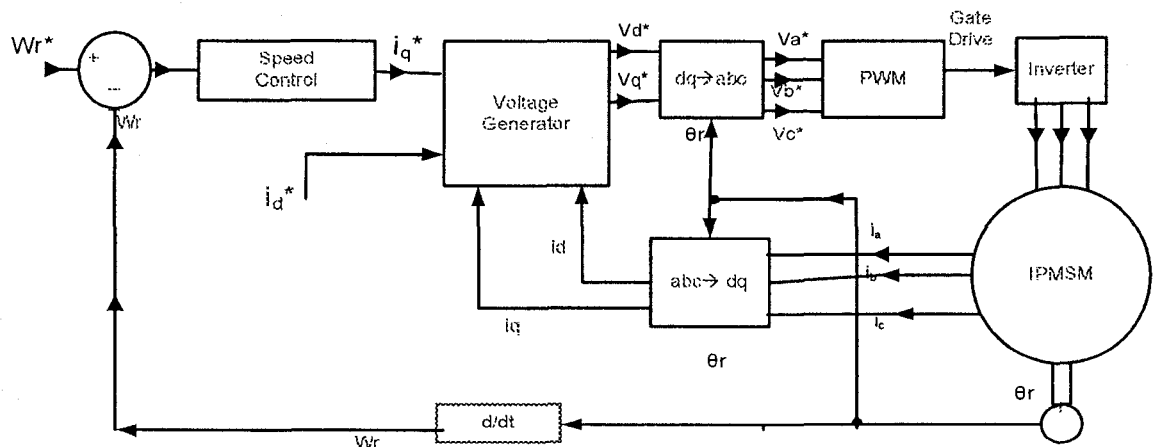 Wr*
+
—
Wr
Speed
Control
iq*
id*
Voltage
Generator
Vd*
Vq*
dq→abc
θr
Va*
Vb*
Vc*
PWM
Gate
Drive
Inverter
id
iq
abc→ dq
θr
ia
ib
ic
IPMSM
θr
d/dt
Wr